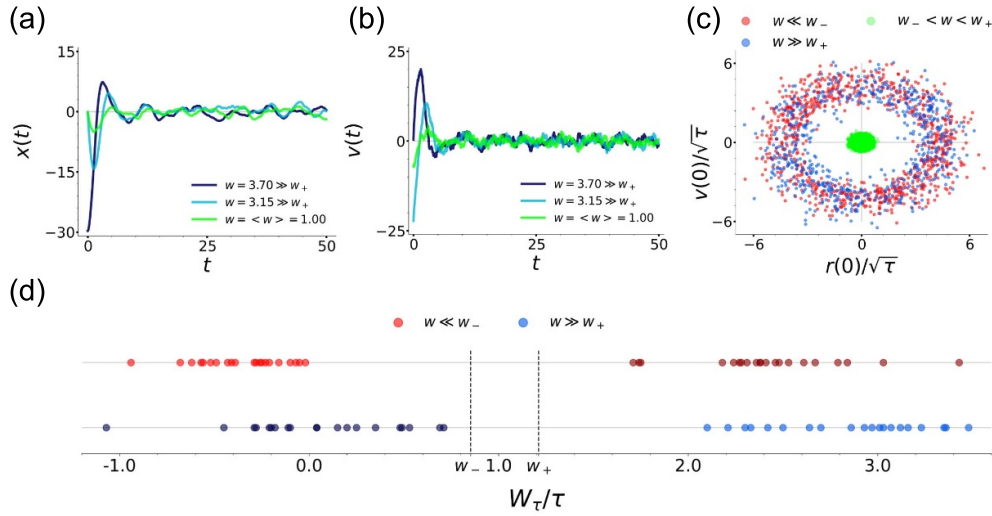 (a)
15
0
−15
−30
x(t)
w = 3.70 ≫ w₊
w = 3.15 ≫ w₊
w = <w> = 1.00
0
25
50
t
(b)
25
0
−25
v(t)
w = 3.70 ≫ w₊
w = 3.15 ≫ w₊
w = <w> = 1.00
0
25
50
t
(c)
w ≪ w₋
w₋ < w < w₊
w ≫ w₊
6
0
−6
v(0)/√τ
−6
0
6
r(0)/√τ
(d)
w ≪ w₋
w ≫ w₊
-1.0
0.0
w₋
1.0
w₊
2.0
3.0
W_τ/τ